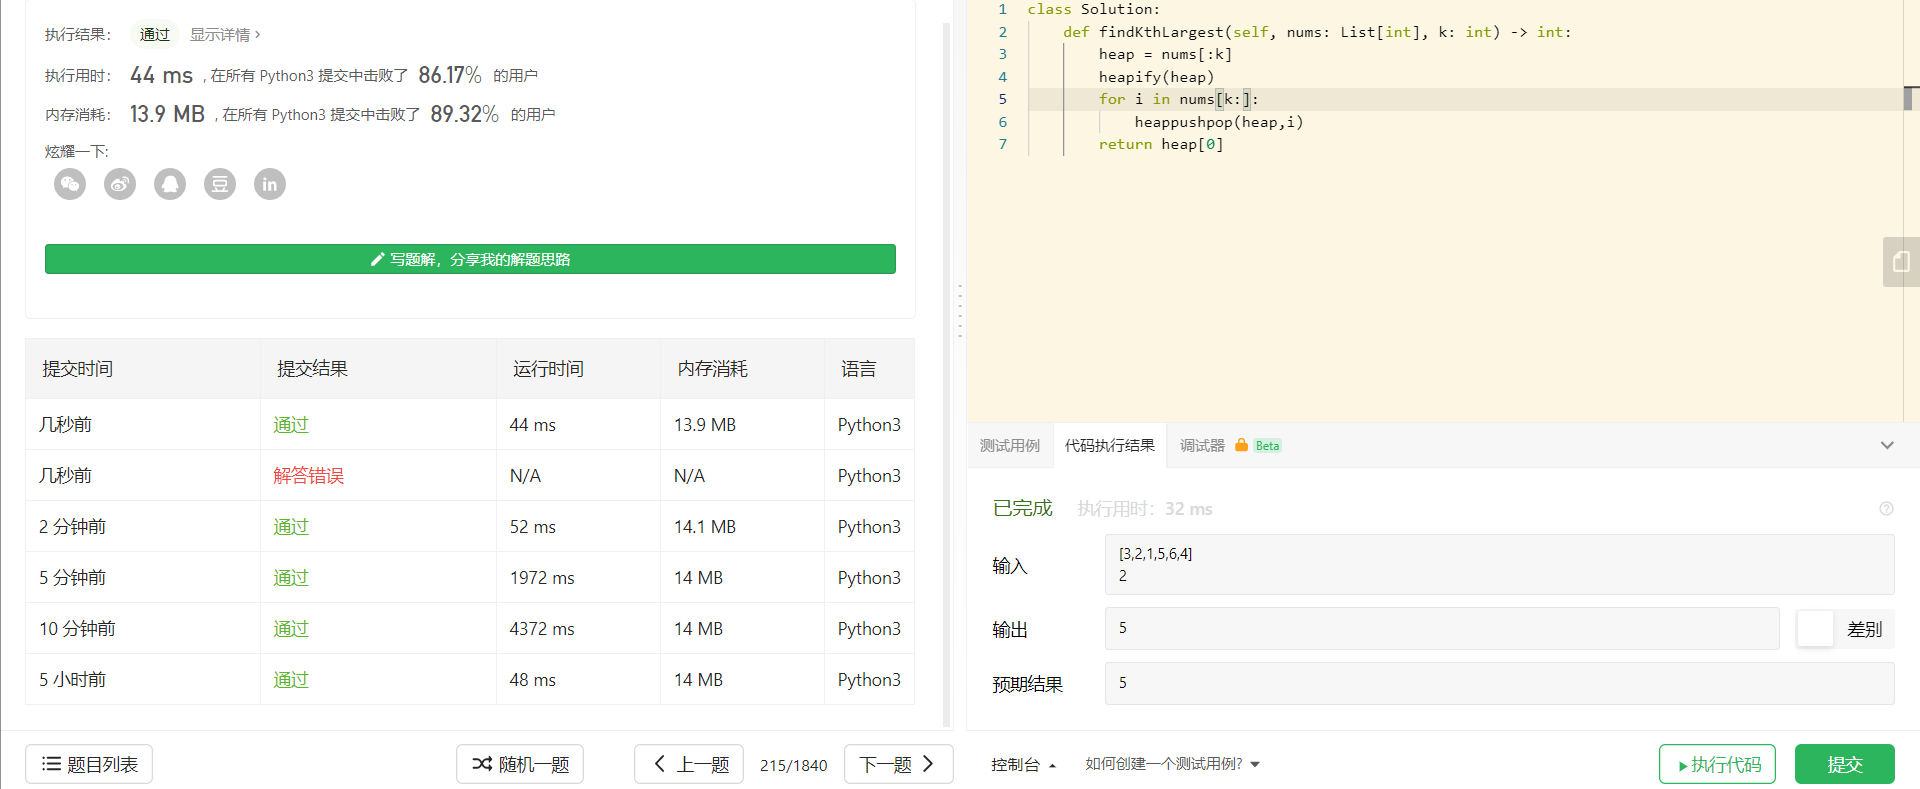 执行结果： 通过 显示详情 >
执行用时： 44 ms , 在所有 Python3 提交中击败了 86.17% 的用户
内存消耗： 13.9 MB , 在所有 Python3 提交中击败了 89.32% 的用户
炫耀一下:
豆 in
写题解，分享我的解题思路
提交时间 提交结果 运行时间 内存消耗 语言
几秒前 通过 44 ms 13.9 MB Python3
几秒前 解答错误 N/A N/A Python3
2 分钟前 通过 52 ms 14.1 MB Python3
5 分钟前 通过 1972 ms 14 MB Python3
10 分钟前 通过 4372 ms 14 MB Python3
5 小时前 通过 48 ms 14 MB Python3
题目列表 随机一题 上一题 215/1840 下一题
1 class Solution:
2 def findKthLargest(self, nums: List[int], k: int) -> int:
3 heap = nums[:k]
4 heapify(heap)
5 for i in nums[k:]:
6 heappushpop(heap,i)
7 return heap[0]
测试用例 代码执行结果 调试器 Beta
已完成 执行用时：32 ms
输入
[3,2,1,5,6,4]
2
输出 5 差别
预期结果 5
控制台 如何创建一个测试用例? 执行代码 提交